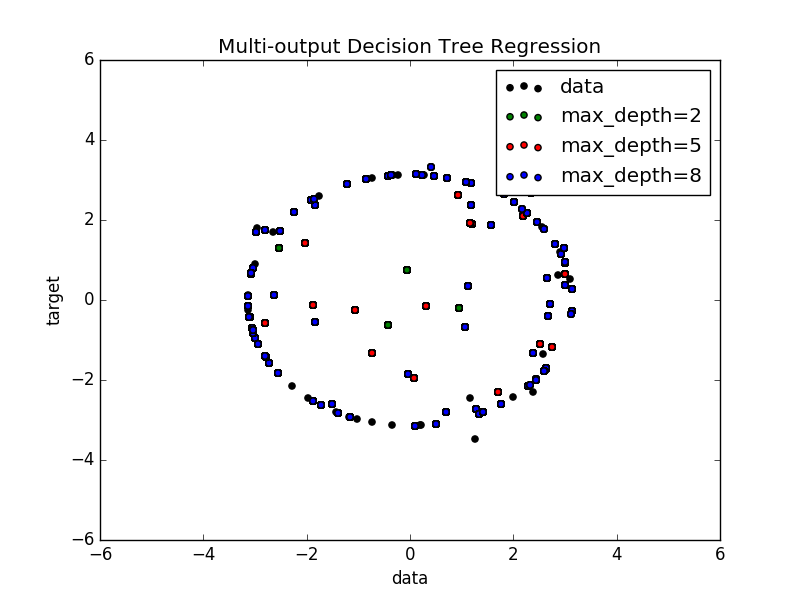 Multi-output Decision Tree Regression
data
max_depth=2
max_depth=5
max_depth=8
6
4
2
0
−2
−4
−6
target
−6 −4 −2 0 2 4 6
data